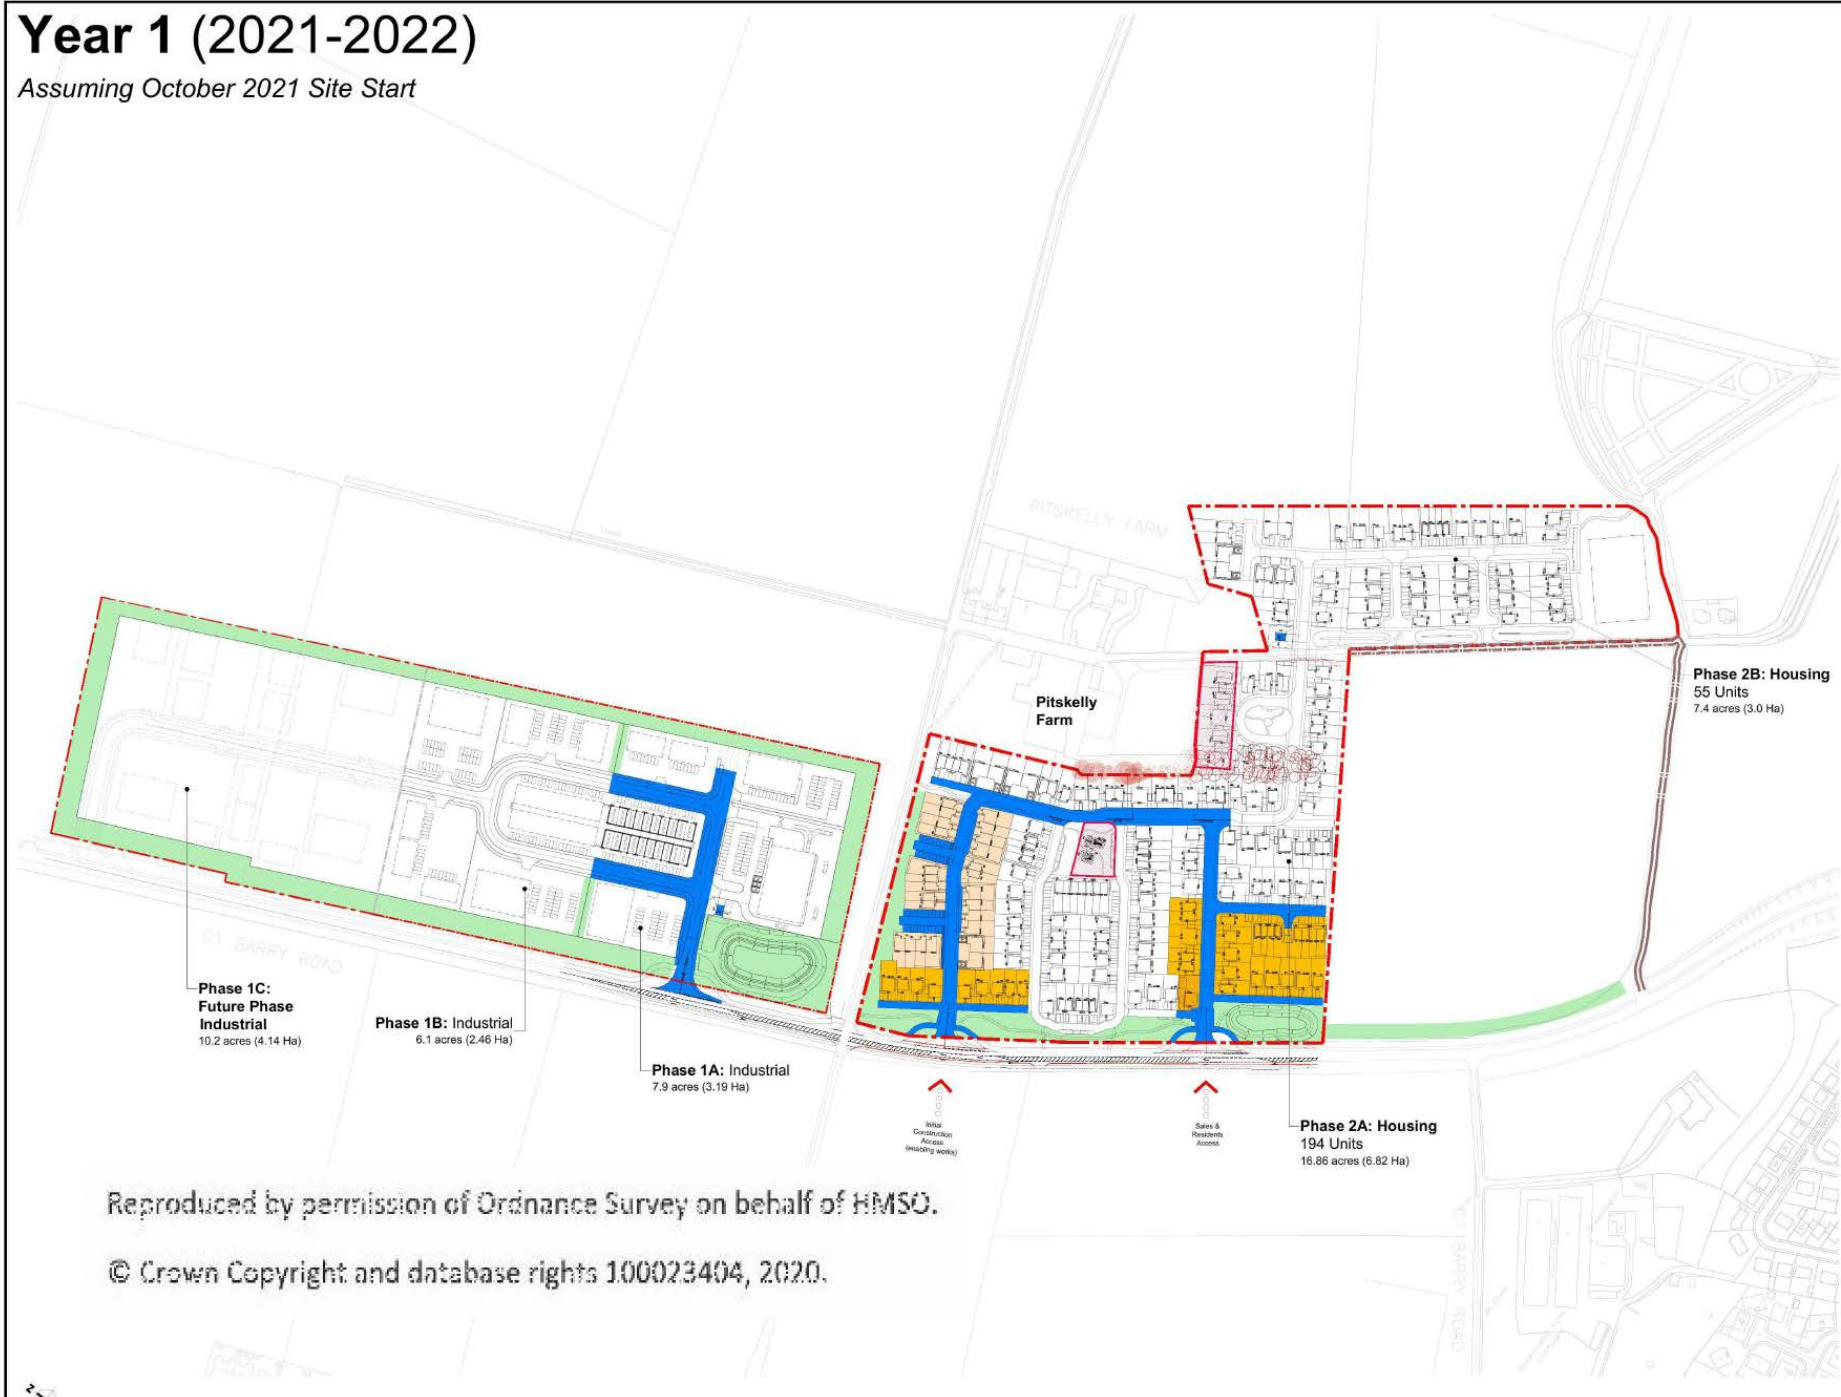 Year 1 (2021-2022)
Assuming October 2021 Site Start
PITSKELLY FARM
Pitskelly
Farm
Phase 2B: Housing
55 Units
7.4 acres (3.0 Ha)
C1 BARRY ROAD
Phase 1C:
Future Phase
Industrial
10.2 acres (4.14 Ha)
Phase 1B: Industrial
6.1 acres (2.46 Ha)
Phase 1A: Industrial
7.9 acres (3.19 Ha)
Initial
Construction
Access
(enabling works)
Sales &
Residents
Access
Phase 2A: Housing
194 Units
16.86 acres (6.82 Ha)
BARRY ROAD
Reproduced by permission of Ordnance Survey on behalf of HMSO.
© Crown Copyright and database rights 100023404, 2020.
Z